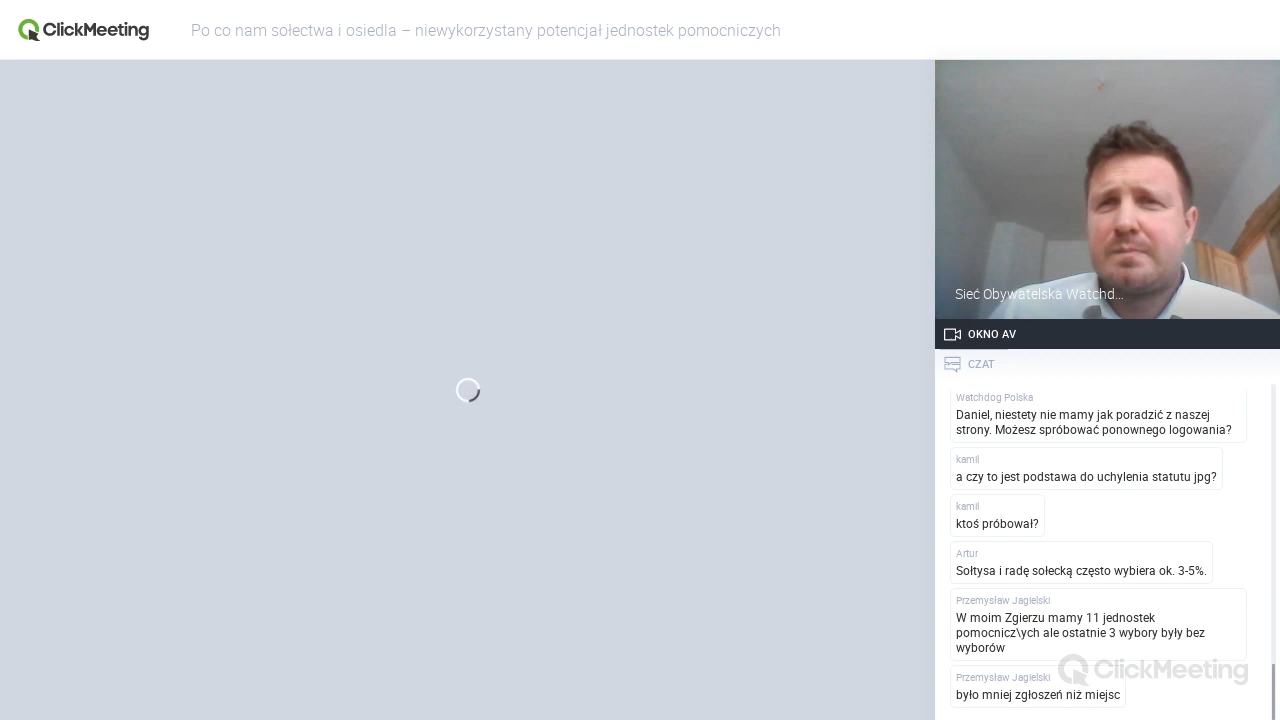 ClickMeeting
Po co nam sołectwa i osiedla – niewykorzystany potencjał jednostek pomocniczych
Sieć Obywatelska Watchd...
OKNO AV
CZAT
Watchdog Polska
Daniel, niestety nie mamy jak poradzić z naszej
strony. Możesz spróbować ponownego logowania?
kamil
a czy to jest podstawa do uchylenia statutu jpg?
kamil
ktoś próbował?
Artur
Sołtysa i radę sołecką często wybiera ok. 3-5%.
Przemysław Jagielski
W moim Zgierzu mamy 11 jednostek
pomocnicz\ych ale ostatnie 3 wybory były bez
wyborów
Przemysław Jagielski
było mniej zgłoszeń niż miejsc
ClickMeeting